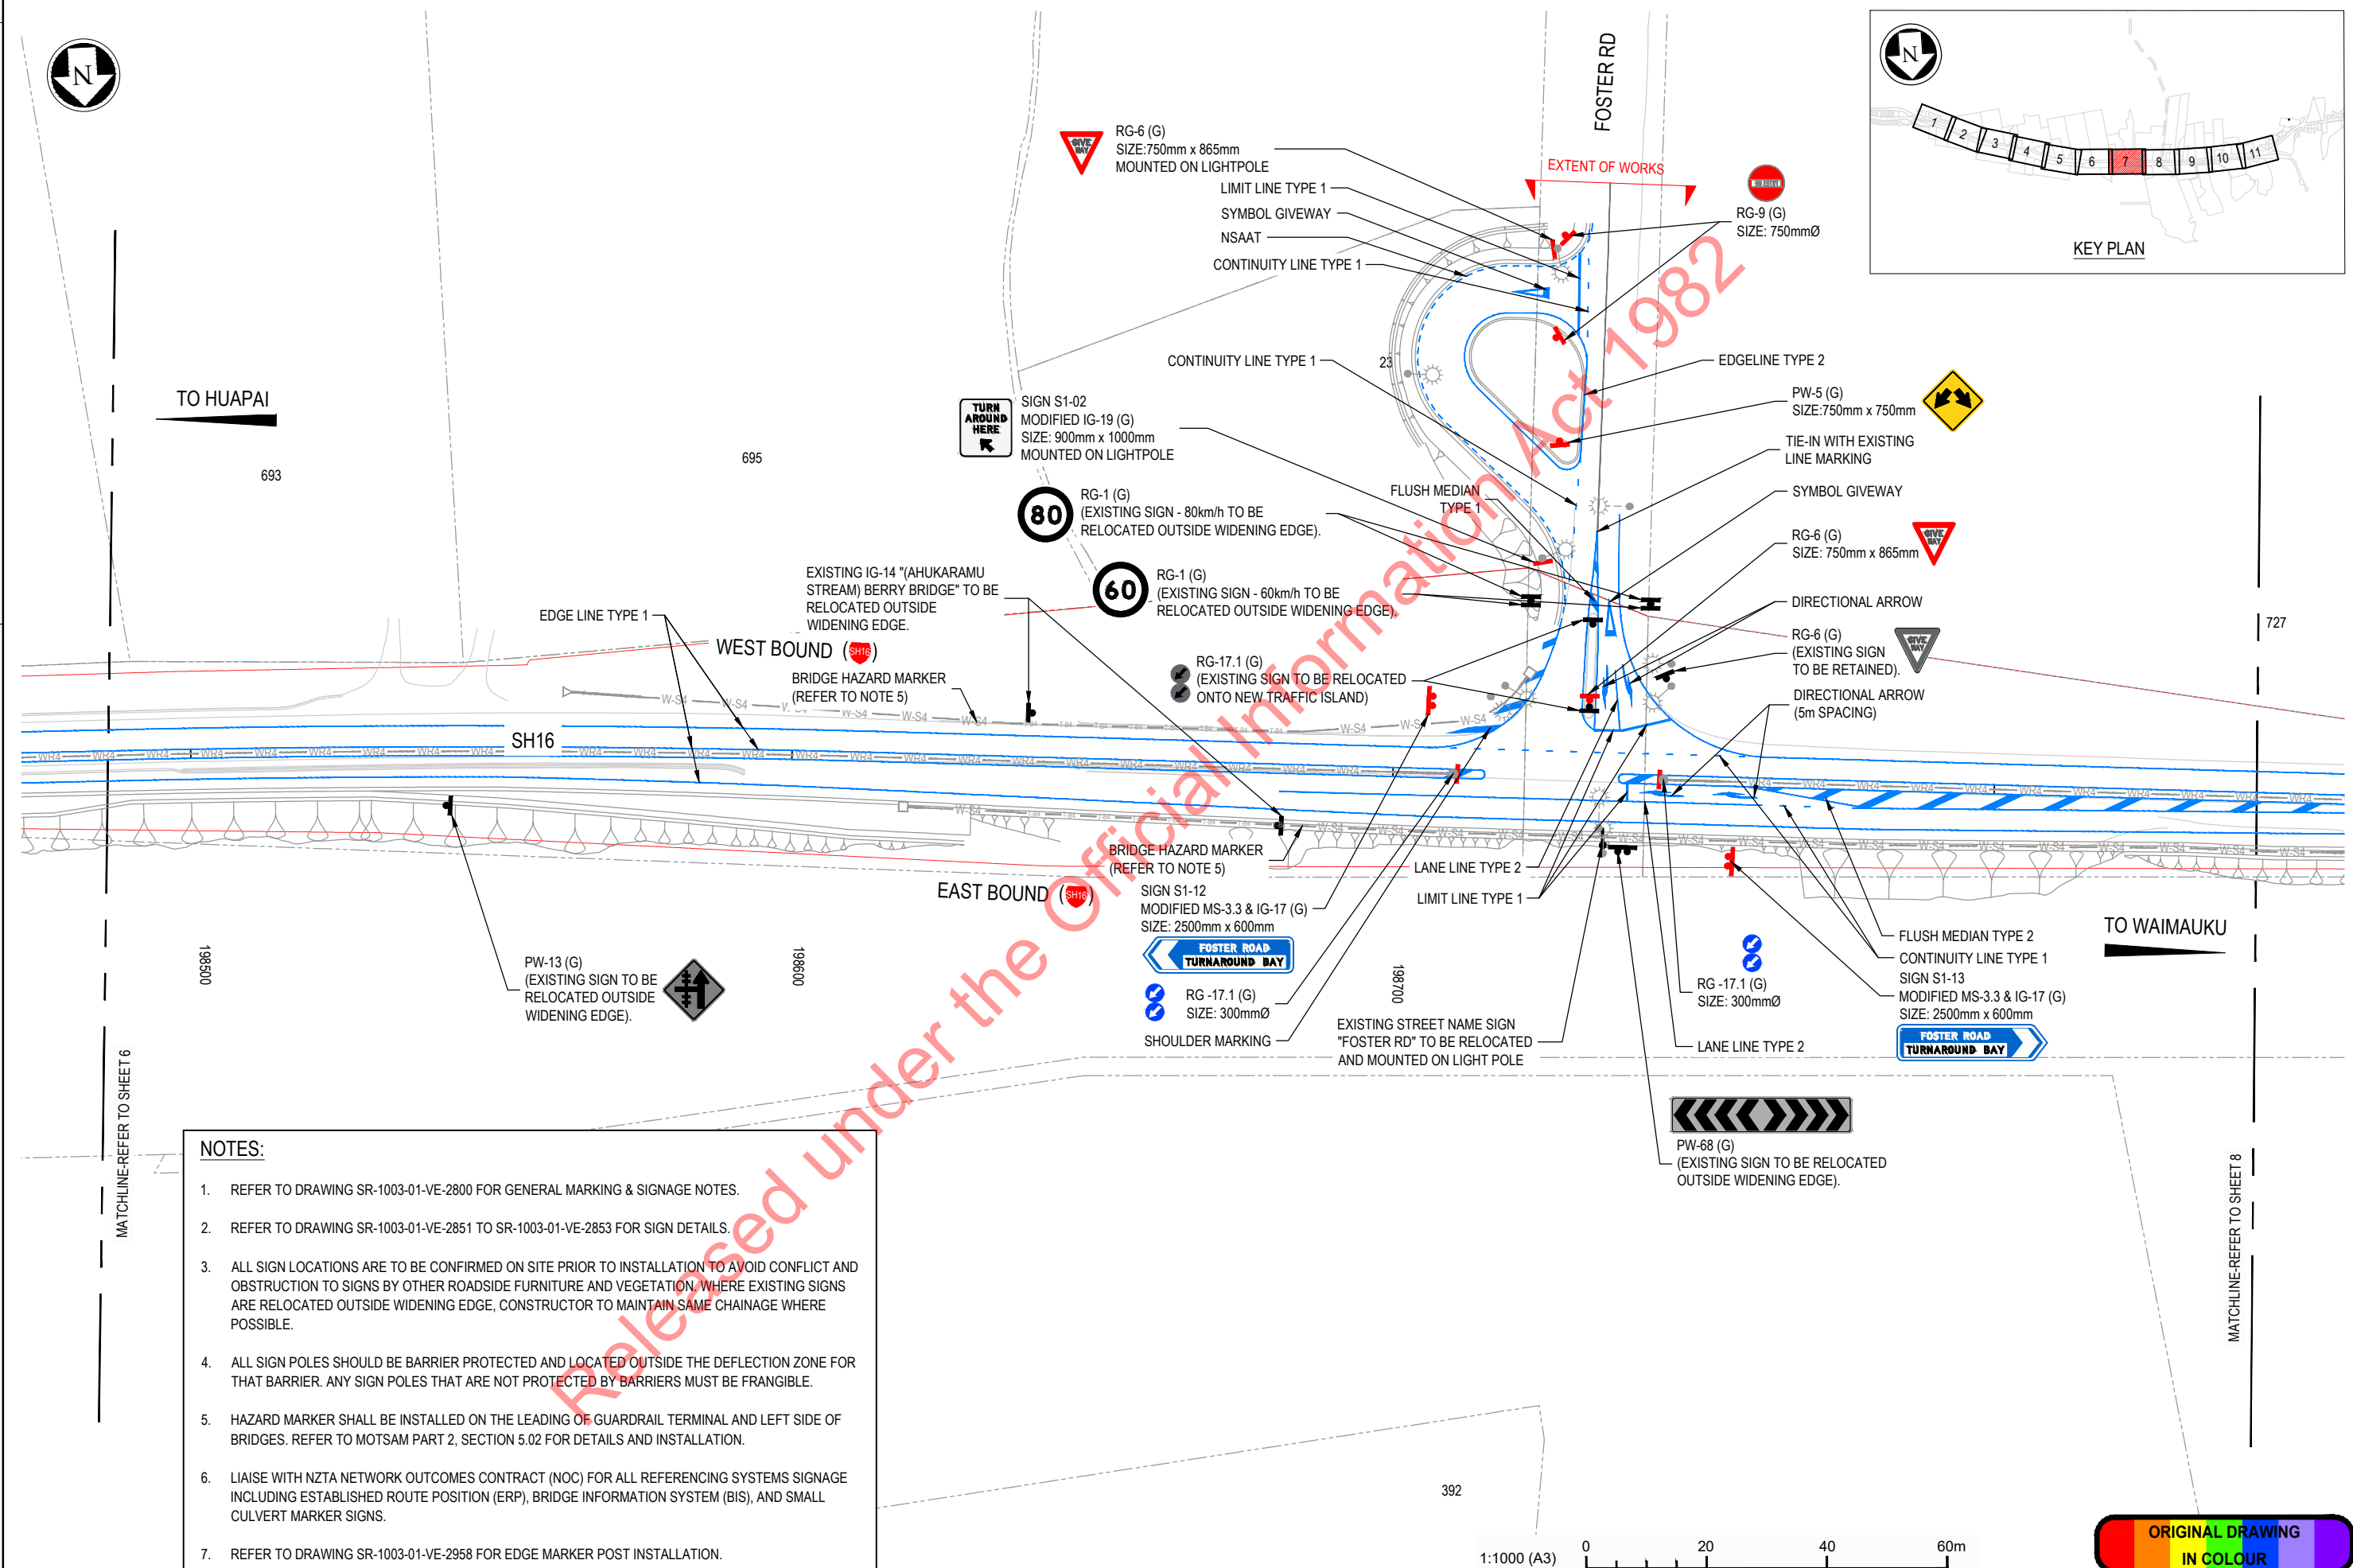 N
FOSTER RD
N
1
2
3
4
5
6
7
8
9
10
11
KEY PLAN
GIVE
WAY
RG-6 (G)
SIZE:750mm x 865mm
MOUNTED ON LIGHTPOLE
LIMIT LINE TYPE 1
SYMBOL GIVEWAY
NSAAT
CONTINUITY LINE TYPE 1
EXTENT OF WORKS
RG-9 (G)
SIZE: 750mmØ
CONTINUITY LINE TYPE 1
23
EDGELINE TYPE 2
PW-5 (G)
SIZE:750mm x 750mm
TIE-IN WITH EXISTING
LINE MARKING
SYMBOL GIVEWAY
TO HUAPAI
693
695
TURN
AROUND
HERE
SIGN S1-02
MODIFIED IG-19 (G)
SIZE: 900mm x 1000mm
MOUNTED ON LIGHTPOLE
80
RG-1 (G)
(EXISTING SIGN - 80km/h TO BE
RELOCATED OUTSIDE WIDENING EDGE).
FLUSH MEDIAN
TYPE 1
RG-6 (G)
SIZE: 750mm x 865mm
GIVE
WAY
60
RG-1 (G)
(EXISTING SIGN - 60km/h TO BE
RELOCATED OUTSIDE WIDENING EDGE)
EXISTING IG-14 "(AHUKARAMU
STREAM) BERRY BRIDGE" TO BE
RELOCATED OUTSIDE
WIDENING EDGE.
EDGE LINE TYPE 1
WEST BOUND (SH16)
BRIDGE HAZARD MARKER
(REFER TO NOTE 5)
RG-17.1 (G)
(EXISTING SIGN TO BE RELOCATED
ONTO NEW TRAFFIC ISLAND)
DIRECTIONAL ARROW
RG-6 (G)
(EXISTING SIGN
TO BE RETAINED).
GIVE
WAY
DIRECTIONAL ARROW
(5m SPACING)
727
SH16
EAST BOUND (SH16)
BRIDGE HAZARD MARKER
(REFER TO NOTE 5)
SIGN S1-12
MODIFIED MS-3.3 & IG-17 (G)
SIZE: 2500mm x 600mm
FOSTER ROAD
TURNAROUND BAY
RG -17.1 (G)
SIZE: 300mmØ
SHOULDER MARKING
LANE LINE TYPE 2
LIMIT LINE TYPE 1
198500
198600
198700
PW-13 (G)
(EXISTING SIGN TO BE
RELOCATED OUTSIDE
WIDENING EDGE).
EXISTING STREET NAME SIGN
"FOSTER RD" TO BE RELOCATED
AND MOUNTED ON LIGHT POLE
RG -17.1 (G)
SIZE: 300mmØ
LANE LINE TYPE 2
TO WAIMAUKU
FLUSH MEDIAN TYPE 2
CONTINUITY LINE TYPE 1
SIGN S1-13
MODIFIED MS-3.3 & IG-17 (G)
SIZE: 2500mm x 600mm
FOSTER ROAD
TURNAROUND BAY
PW-68 (G)
(EXISTING SIGN TO BE RELOCATED
OUTSIDE WIDENING EDGE).
MATCHLINE-REFER TO SHEET 6
MATCHLINE-REFER TO SHEET 8
Released under the Official Information Act 1982
NOTES:
1. REFER TO DRAWING SR-1003-01-VE-2800 FOR GENERAL MARKING & SIGNAGE NOTES.
2. REFER TO DRAWING SR-1003-01-VE-2851 TO SR-1003-01-VE-2853 FOR SIGN DETAILS.
3. ALL SIGN LOCATIONS ARE TO BE CONFIRMED ON SITE PRIOR TO INSTALLATION TO AVOID CONFLICT AND
OBSTRUCTION TO SIGNS BY OTHER ROADSIDE FURNITURE AND VEGETATION. WHERE EXISTING SIGNS
ARE RELOCATED OUTSIDE WIDENING EDGE, CONSTRUCTOR TO MAINTAIN SAME CHAINAGE WHERE
POSSIBLE.
4. ALL SIGN POLES SHOULD BE BARRIER PROTECTED AND LOCATED OUTSIDE THE DEFLECTION ZONE FOR
THAT BARRIER. ANY SIGN POLES THAT ARE NOT PROTECTED BY BARRIERS MUST BE FRANGIBLE.
5. HAZARD MARKER SHALL BE INSTALLED ON THE LEADING OF GUARDRAIL TERMINAL AND LEFT SIDE OF
BRIDGES. REFER TO MOTSAM PART 2, SECTION 5.02 FOR DETAILS AND INSTALLATION.
6. LIAISE WITH NZTA NETWORK OUTCOMES CONTRACT (NOC) FOR ALL REFERENCING SYSTEMS SIGNAGE
INCLUDING ESTABLISHED ROUTE POSITION (ERP), BRIDGE INFORMATION SYSTEM (BIS), AND SMALL
CULVERT MARKER SIGNS.
7. REFER TO DRAWING SR-1003-01-VE-2958 FOR EDGE MARKER POST INSTALLATION.
392
1:1000 (A3)
0 20 40 60m
ORIGINAL DRAWING
IN COLOUR